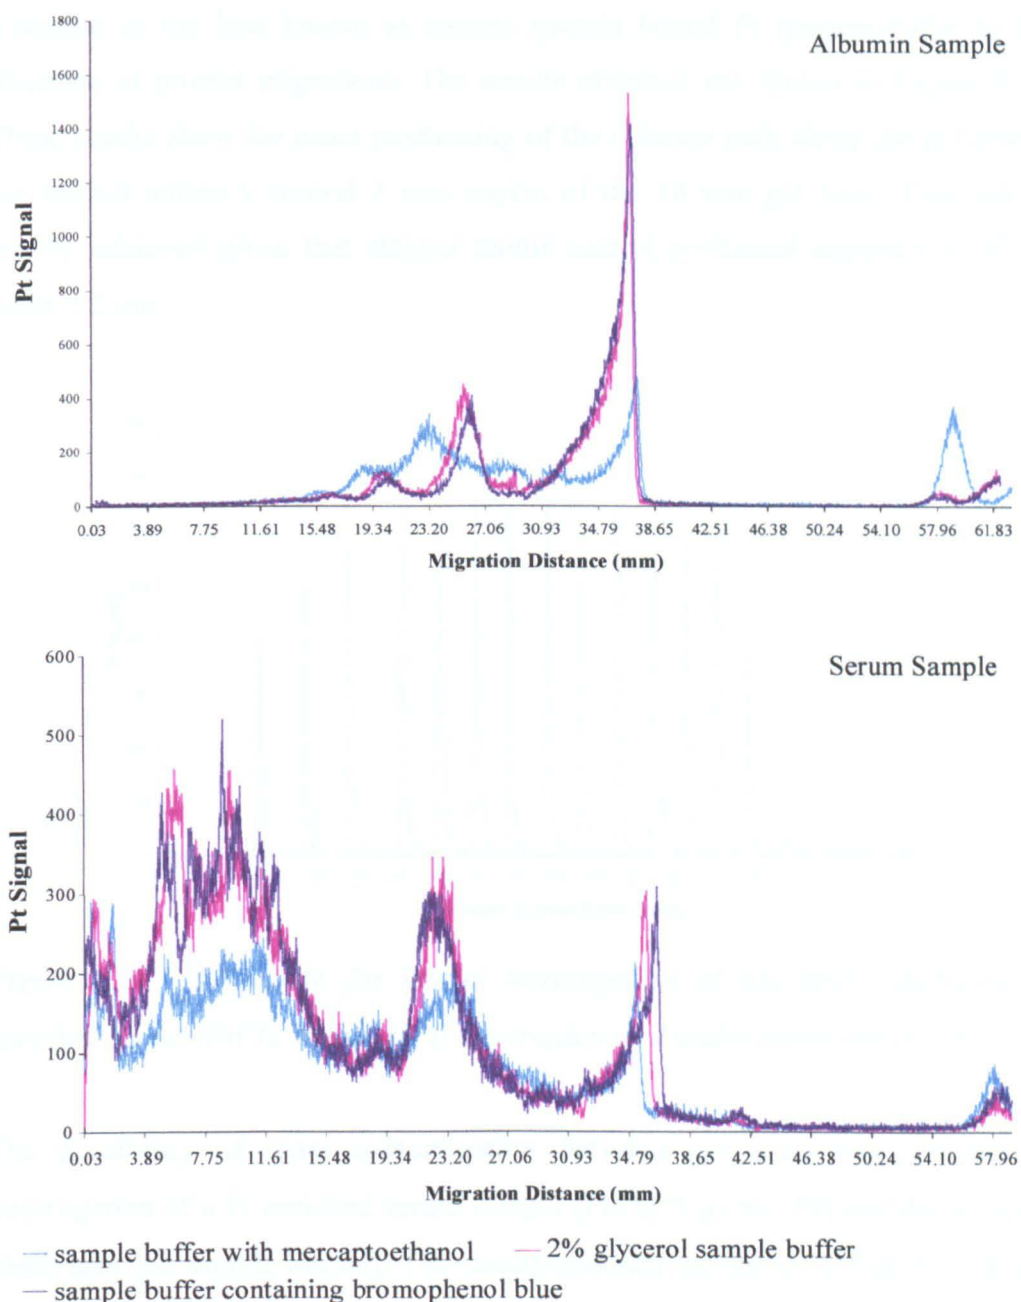 Albumin Sample
1800
1600
1400
1200
1000
800
600
400
200
0
Pt Signal
0.03 3.89 7.75 11.61 15.48 19.34 23.20 27.06 30.93 34.79 38.65 42.51 46.38 50.24 54.10 57.96 61.83
Migration Distance (mm)
Serum Sample
600
500
400
300
200
100
0
Pt Signal
0.03 3.89 7.75 11.61 15.48 19.34 23.20 27.06 30.93 34.79 38.65 42.51 46.38 50.24 54.10 57.96
Migration Distance (mm)
sample buffer with mercaptoethanol 2% glycerol sample buffer
sample buffer containing bromophenol blue